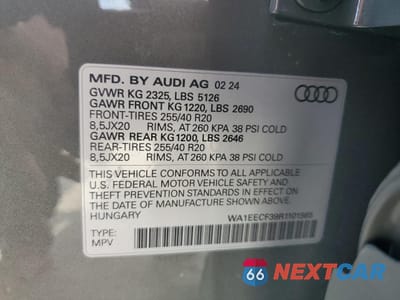 MFD. BY AUDI AG 02 24
GVWR KG 2325, LBS 5126
GAWR FRONT KG 1220, LBS 2690
FRONT-TIRES 255/40 R20
8,5JX20 RIMS, AT 260 KPA 38 PSI COLD
GAWR REAR KG1200, LBS 2646
REAR-TIRES 255/40 R20
8,5JX20 RIMS, AT 260 KPA 38 PSI COLD
THIS VEHICLE CONFORMS TO ALL APPLICABLE
U.S. FEDERAL MOTOR VEHICLE SAFETY AND
THEFT PREVENTION STANDARDS IN EFFECT ON
THE DATE OF MANUFACTURE SHOWN ABOVE.
HUNGARY WA1EECF39R1101985
TYPE:
MPV
66 NEXTCAR